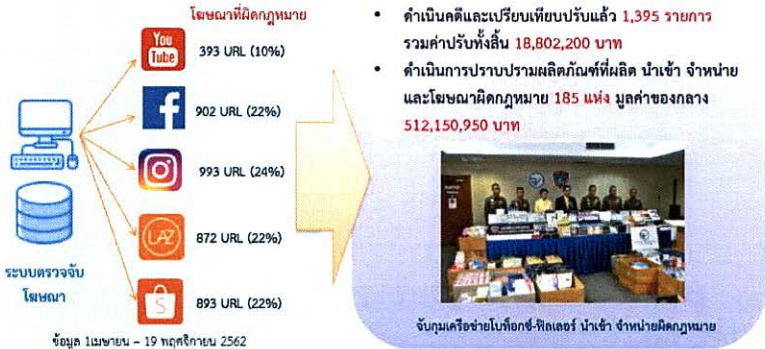 โฆษณาที่ผิดกฎหมาย
You
Tube
393 URL (10%)
902 URL (22%)
993 URL (24%)
LAZ
872 URL (22%)
S
893 URL (22%)
ระบบตรวจจับ
โฆษณา
ข้อมูล 1เมษายน – 19 พฤศจิกายน 2562
• ดำเนินคดีและเปรียบเทียบปรับแล้ว 1,395 รายการ
รวมค่าปรับทั้งสิ้น 18,802,200 บาท
• ดำเนินการปราบปรามผลิตภัณฑ์ที่ผลิต นำเข้า จำหน่าย
และโฆษณาผิดกฎหมาย 185 แห่ง มูลค่าของกลาง
512,150,950 บาท
จับกุมเครือข่ายโบท็อกซ์-ฟิลเลอร์ นำเข้า จำหน่ายผิดกฎหมาย